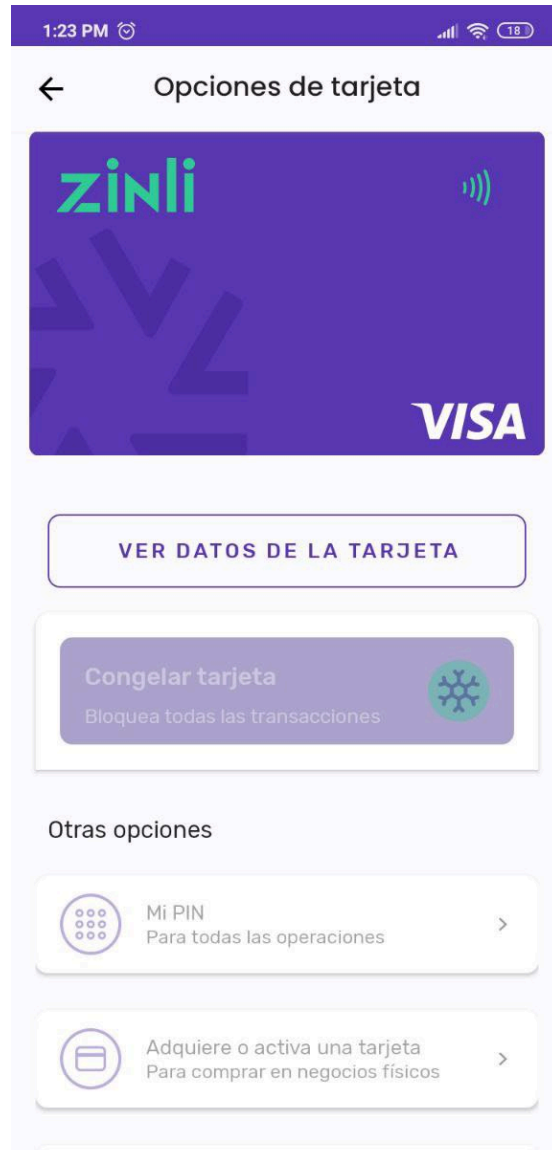 1:23 PM 18
Opciones de tarjeta
zinli
VISA
VER DATOS DE LA TARJETA
Congelar tarjeta
Bloquea todas las transacciones
Otras opciones
Mi PIN
Para todas las operaciones
Adquiere o activa una tarjeta
Para comprar en negocios físicos